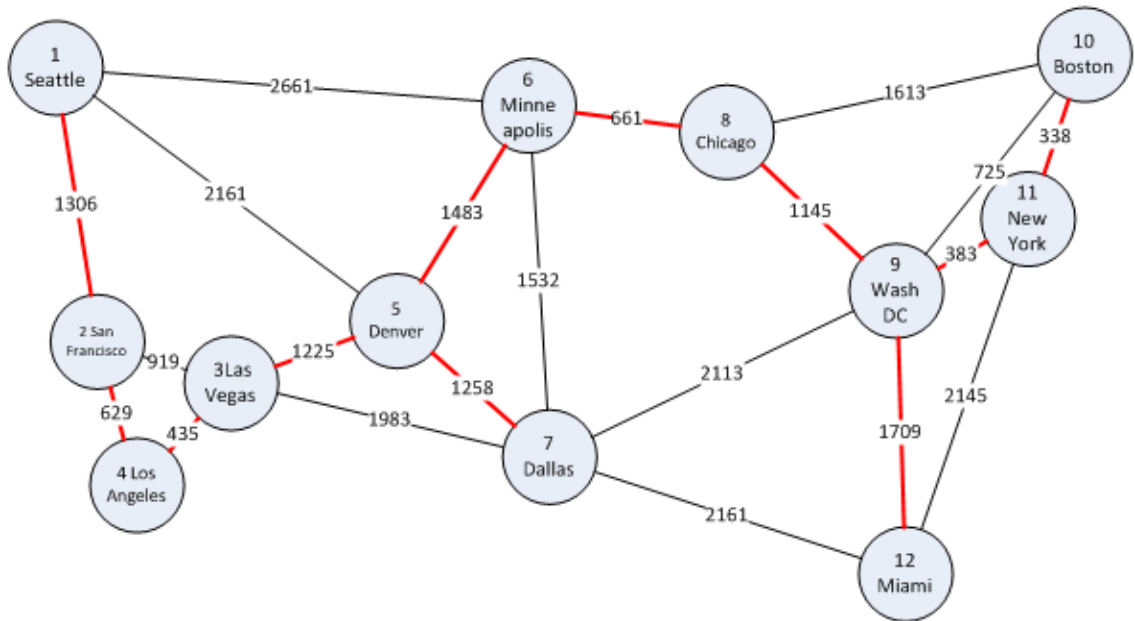 1
Seattle
2661
6
Minne
apolis
661
8
Chicago
1613
10
Boston
338
725
11
New
York
1306
2161
1483
1145
383
9
Wash
DC
1532
5
Denver
2 San
Francisco
919
3Las
Vegas
1225
1258
2113
2145
629
435
1983
1709
4 Los
Angeles
7
Dallas
2161
12
Miami